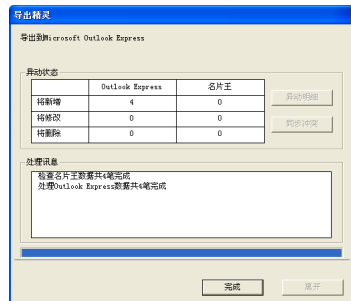 导出精灵
导出到Microsoft Outlook Express
异动状态
Outlook Express 名片王
将新增 4 0
将修改 0 0
将删除 0 0
异动明细
同步冲突
处理讯息
检查名片王数据共4笔完成
处理Outlook Express数据共4笔完成
完成 离开